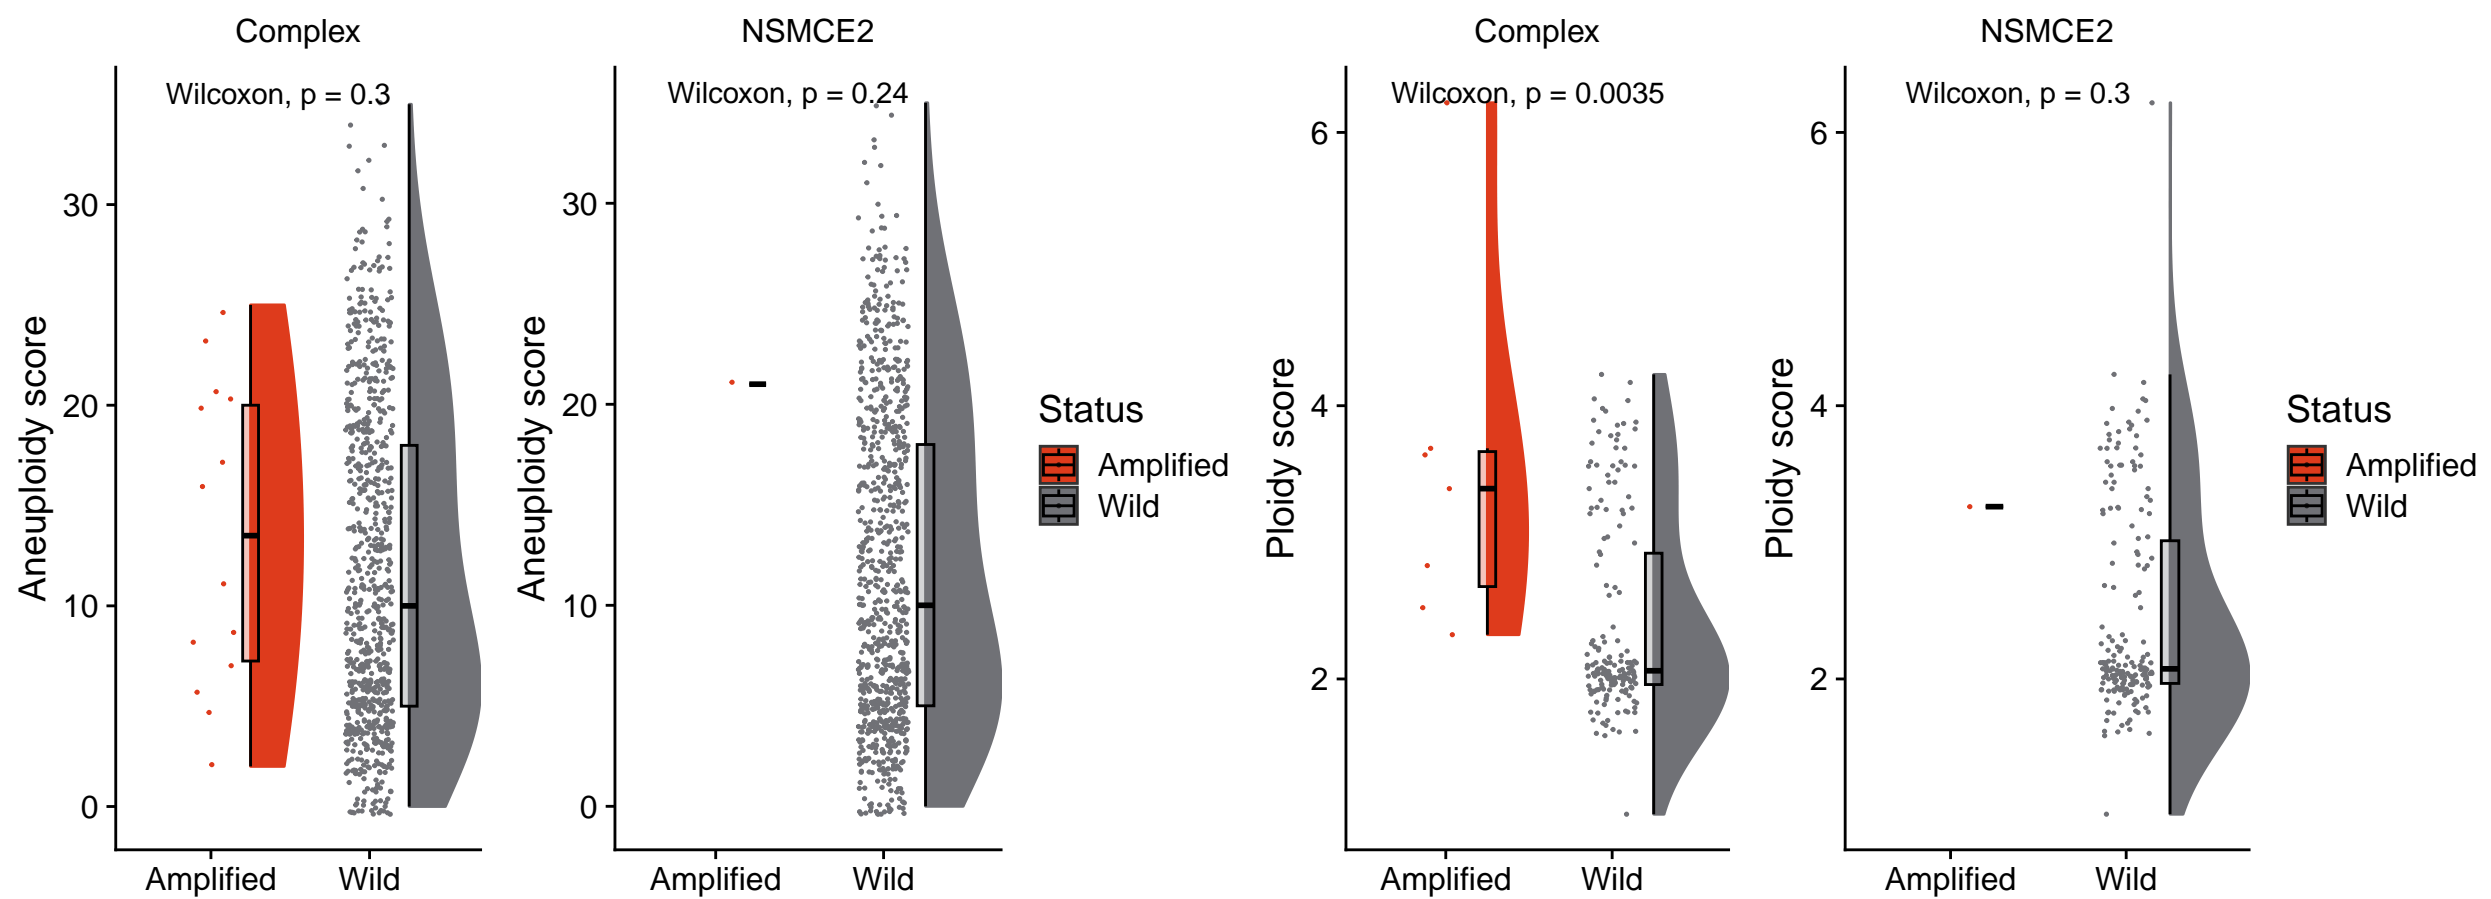 Complex
Wilcoxon, p = 0.3
Aneuploidy score
30
20
10
0
Amplified
Wild
NSMCE2
Wilcoxon, p = 0.24
Aneuploidy score
30
20
10
0
Amplified
Wild
Status
Amplified
Wild
Complex
Wilcoxon, p = 0.0035
Ploidy score
6
4
2
Amplified
Wild
NSMCE2
Wilcoxon, p = 0.3
Ploidy score
6
4
2
Amplified
Wild
Status
Amplified
Wild